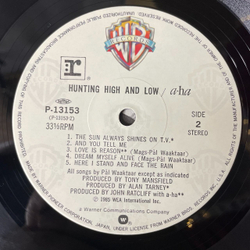 WARNER BROS RECORDS
HUNTING HIGH AND LOW / a-ha
P-13153
(P-13153-2)
33⅓RPM
SIDE
2
STEREO
1. THE SUN ALWAYS SHINES ON T.V.*
2. AND YOU TELL ME
3. LOVE IS REASON** (Mags-Pål Waaktaar)
4. DREAM MYSELF ALIVE (Mags-Pål Waaktaar)
5. HERE I STAND AND FACE THE RAIN
All songs by Pål Waaktaar except as indicated
Produced by TONY MANSFIELD
*Produced by ALAN TARNEY
**Produced by JOHN RATCLIFF with a-ha
℗ 1985 WEA International Inc.
a Warner Communications Company